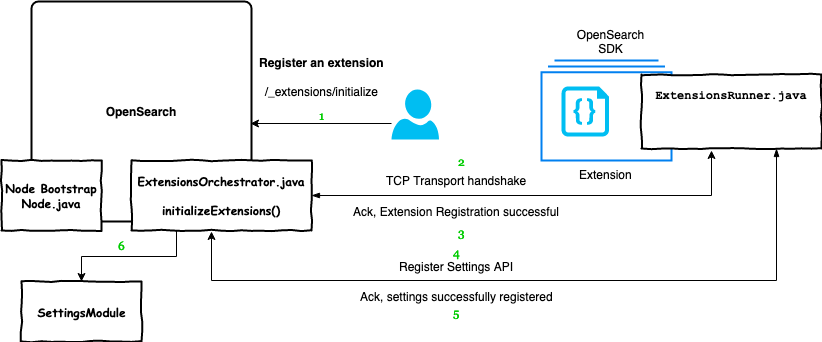 OpenSearch
SDK
Register an extension
/_extensions/initialize
1
OpenSearch
{}
ExtensionsRunner.java
Extension
2
TCP Transport handshake
Node Bootstrap
Node.java
ExtensionsOrchestrator.java
initializeExtensions()
Ack, Extension Registration successful
3
4
Register Settings API
6
Ack, settings successfully registered
5
SettingsModule